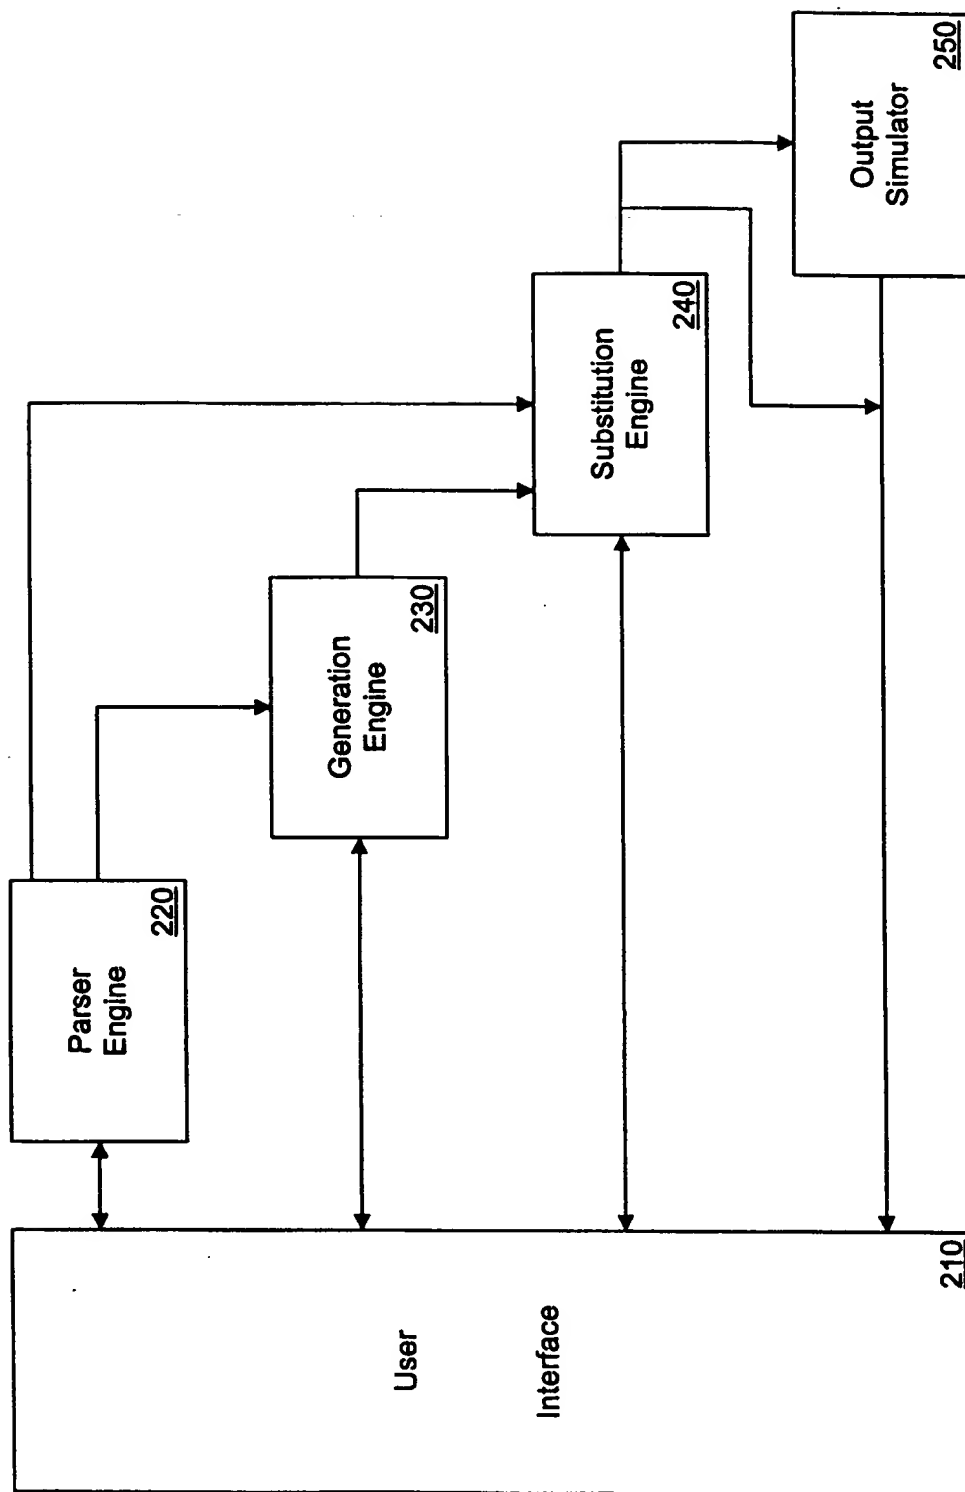 User
Interface
210
Parser
Engine
220
Generation
Engine
230
Substitution
Engine
240
Output
Simulator
250